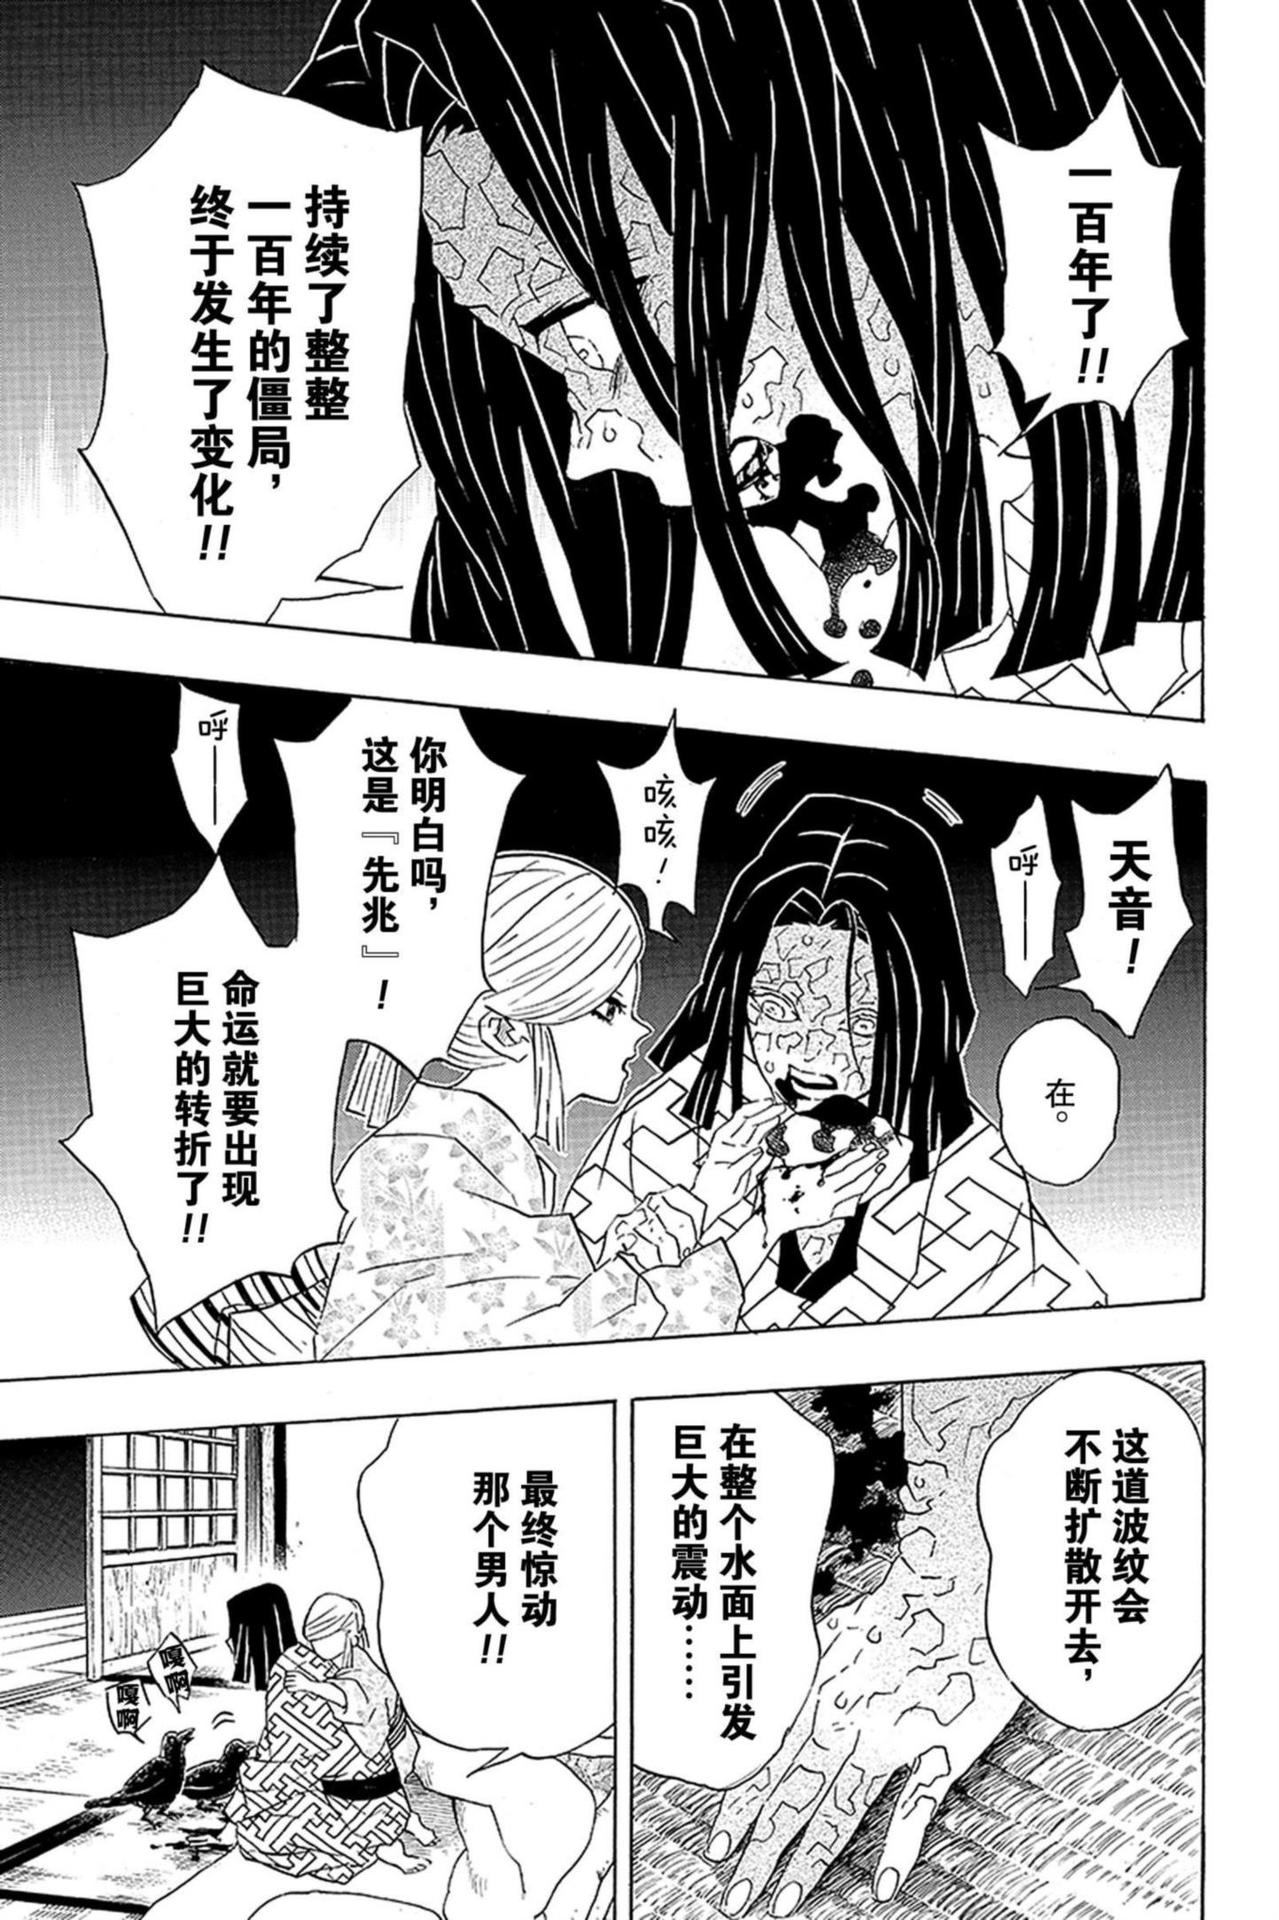 一百年了!!
持续了整整
一百年的僵局，
终于发生了变化!!
天音！
呼——
在。
咳咳！
你明白吗，
这是『先兆』！
呼——
命运就要出现
巨大的转折了!!
这道波纹会
不断扩散开去，
在整个水面上引发
巨大的震动……
最终惊动
那个男人!!
嘎啊
嘎啊